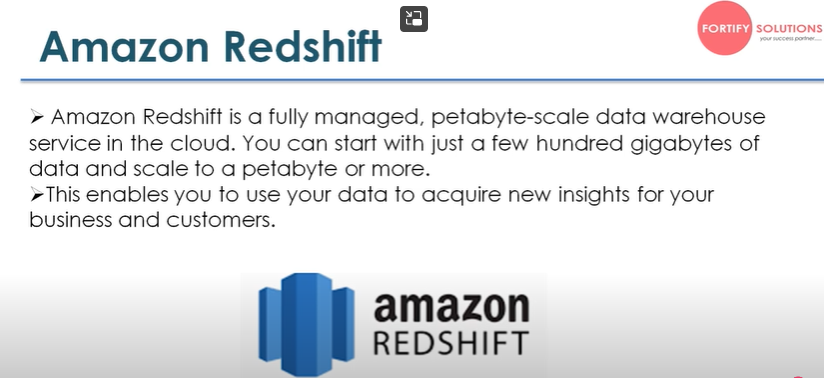 Amazon Redshift
FORTIFY SOLUTIONS
your success partner.....
➢ Amazon Redshift is a fully managed, petabyte-scale data warehouse
service in the cloud. You can start with just a few hundred gigabytes of
data and scale to a petabyte or more.
➢This enables you to use your data to acquire new insights for your
business and customers.
amazon
REDSHIFT